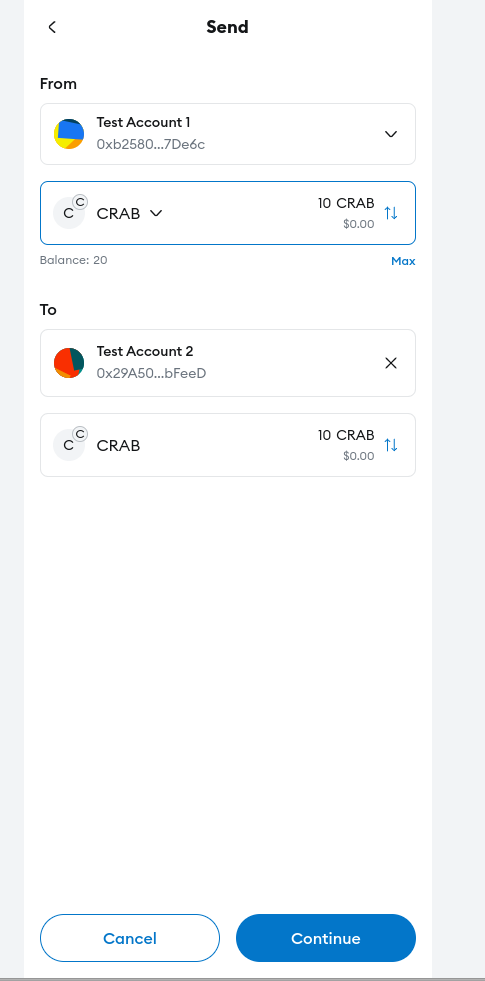 Send
From
Test Account 1
0xb2580...7De6c
C C CRAB 10 CRAB
$0.00
Balance: 20 Max
To
Test Account 2
0x29A50...bFeeD
C C CRAB 10 CRAB
$0.00
Cancel Continue